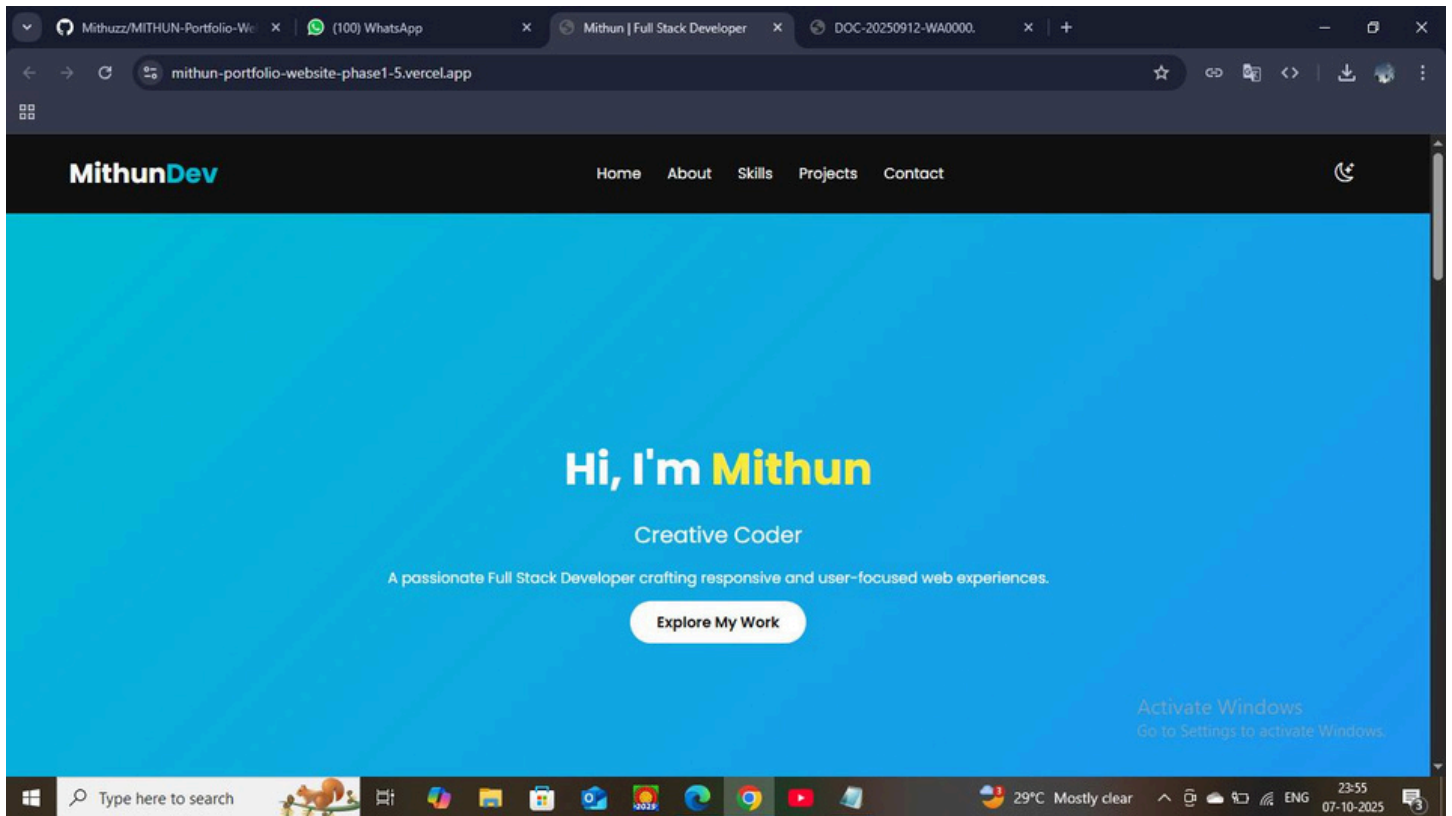 Mithuzz/MITHUN-Portfolio-We
(100) WhatsApp
Mithun | Full Stack Developer
DOC-20250912-WA0000.
mithun-portfolio-website-phase1-5.vercel.app
MithunDev
Home About Skills Projects Contact
Hi, I'm Mithun
Creative Coder
A passionate Full Stack Developer crafting responsive and user-focused web experiences.
Explore My Work
Activate Windows
Go to Settings to activate Windows.
Type here to search
2025
29°C Mostly clear
ENG
23:55
07-10-2025
3